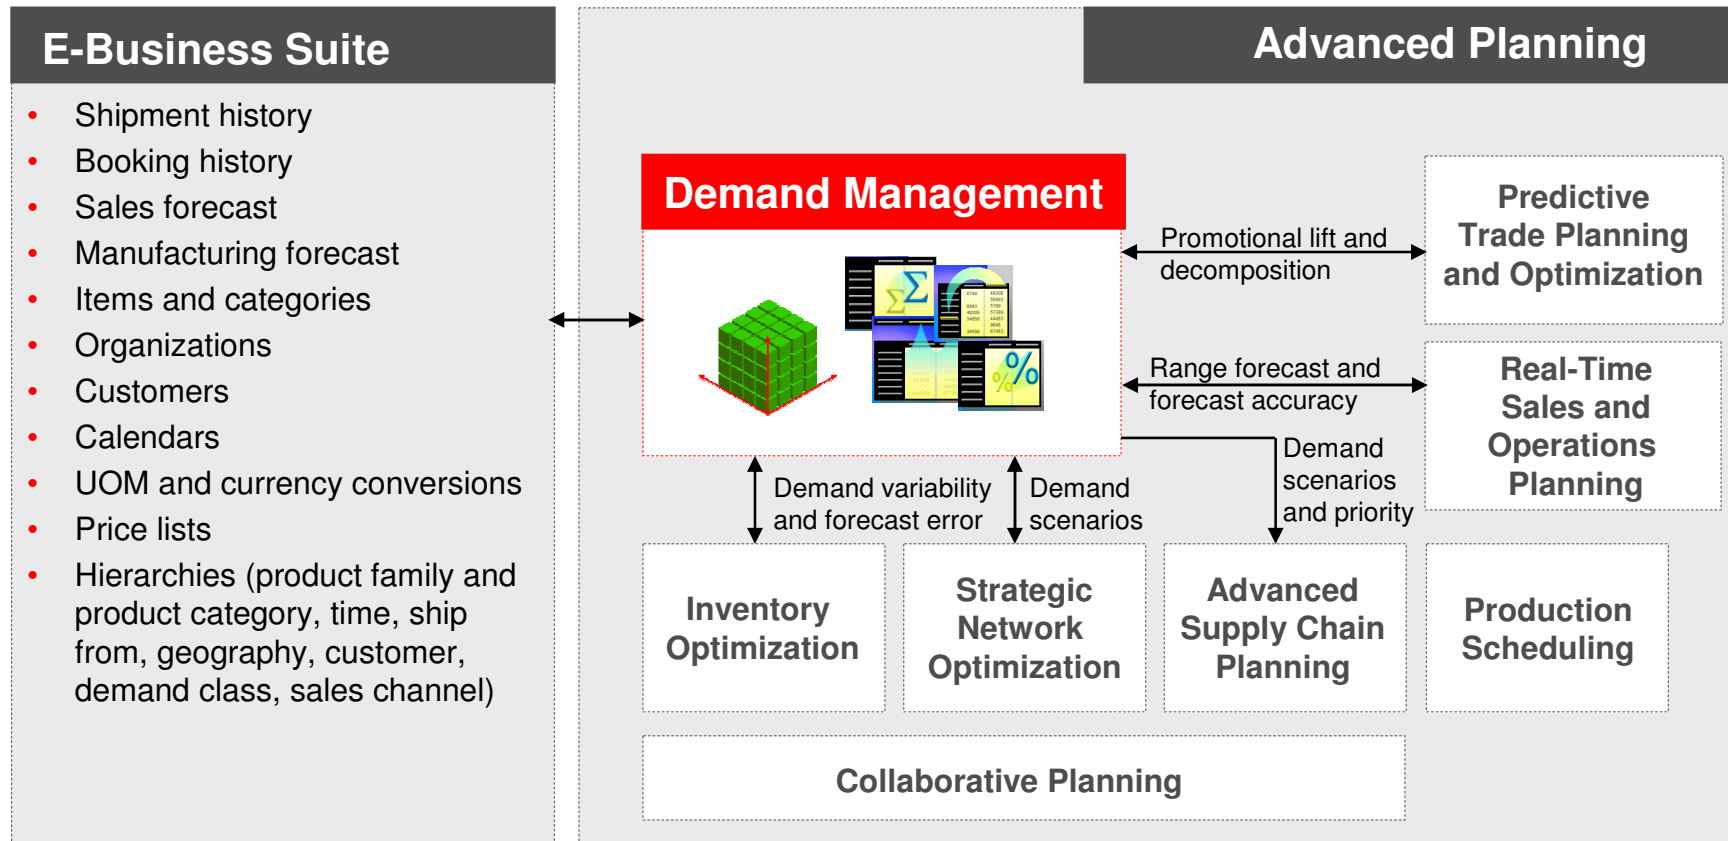 E-Business Suite
• Shipment history
• Booking history
• Sales forecast
• Manufacturing forecast
• Items and categories
• Organizations
• Customers
• Calendars
• UOM and currency conversions
• Price lists
• Hierarchies (product family and
product category, time, ship
from, geography, customer,
demand class, sales channel)
Advanced Planning
Demand Management
Σ
Σ
%
%
Promotional lift and
decomposition
Predictive
Trade Planning
and Optimization
Range forecast and
forecast accuracy
Real-Time
Sales and
Operations
Planning
Demand variability
and forecast error
Demand
scenarios
Demand
scenarios
and priority
Inventory
Optimization
Strategic
Network
Optimization
Advanced
Supply Chain
Planning
Production
Scheduling
Collaborative Planning